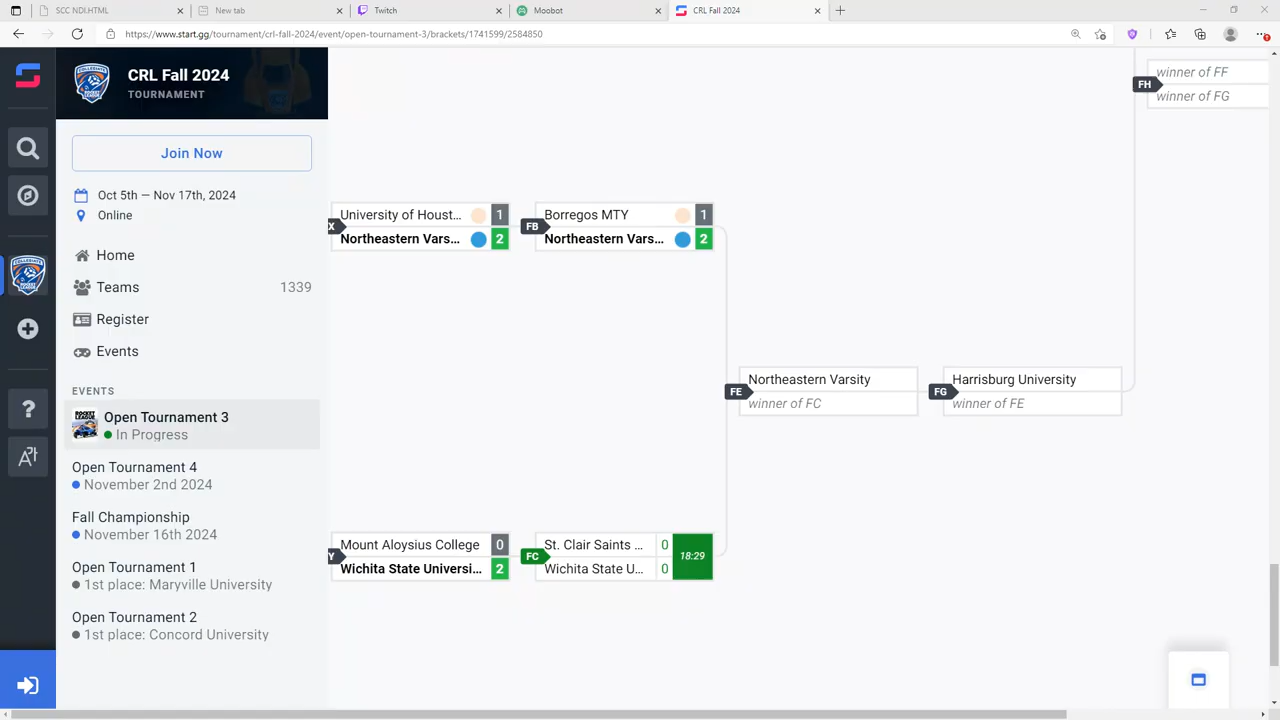 SCC NDI.HTML
New tab
Twitch
Moobot
CRL Fall 2024
https://www.start.gg/tournament/crl-fall-2024/event/open-tournament-3/brackets/1741599/2584850
CRL Fall 2024
TOURNAMENT
Join Now
Oct 5th — Nov 17th, 2024
Online
Home
Teams 1339
Register
Events
EVENTS
Open Tournament 3
In Progress
Open Tournament 4
November 2nd 2024
Fall Championship
November 16th 2024
Open Tournament 1
1st place: Maryville University
Open Tournament 2
1st place: Concord University
FH
winner of FF
winner of FG
X
University of Houst... 1
Northeastern Vars... 2
FB
Borregos MTY 1
Northeastern Vars... 2
FE
Northeastern Varsity
winner of FC
FG
Harrisburg University
winner of FE
Y
Mount Aloysius College 0
Wichita State Universi... 2
FC
St. Clair Saints ... 0
Wichita State U... 0
18:29